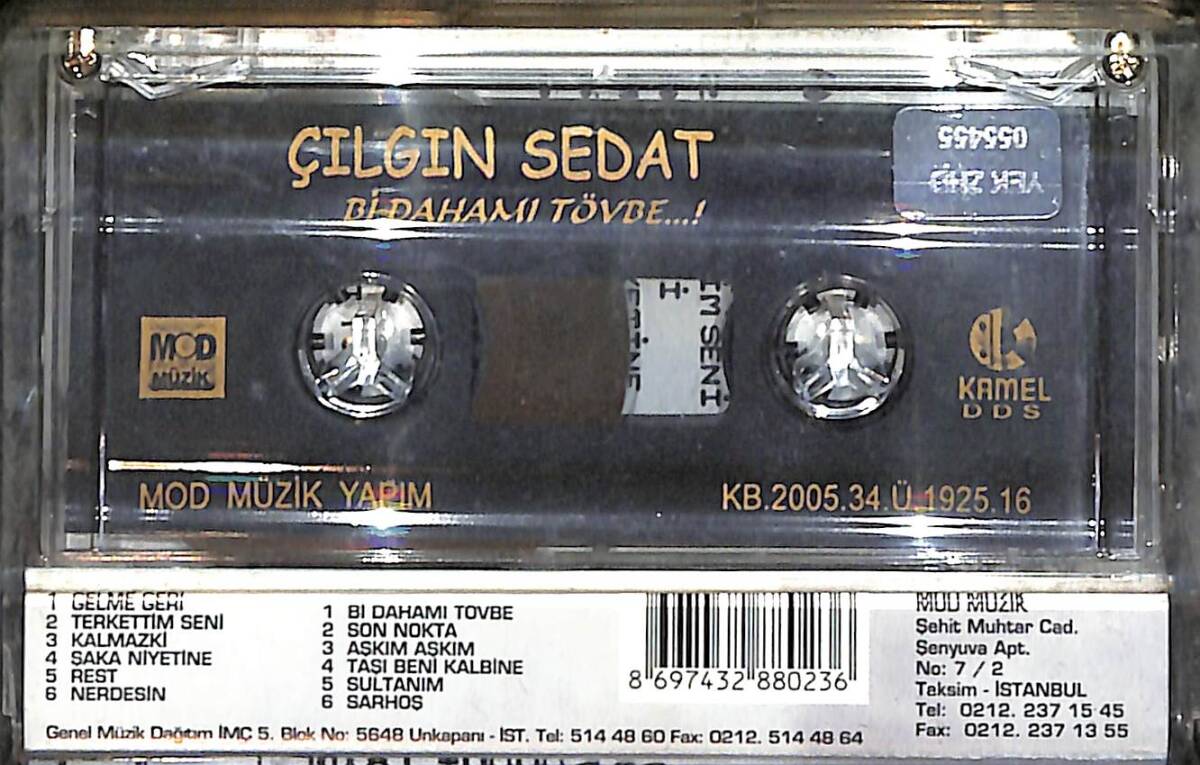 ÇILGIN SEDAT
Bİ DAHAMI TÖVBE...!
055455
MOD
MÜZİK
İM SENİ
KAMEL
DDS
MOD MÜZİK YAPIM
KB.2005.34.Ü.1925.16
1 GELME GERİ
2 TERKETTİM SENİ
3 KALMAZKİ
4 ŞAKA NİYETİNE
5 REST
6 NERDESİN
1 Bİ DAHAMI TÖVBE
2 SON NOKTA
3 AŞKIM AŞKIM
4 TAŞI BENİ KALBİNE
5 SULTANIM
6 SARHOŞ
8 697432 880236
MOD MÜZİK
Şehit Muhtar Cad.
Şenyuva Apt.
No: 7 / 2
Taksim - İSTANBUL
Tel: 0212. 237 15 45
Fax: 0212. 237 13 55
Genel Müzik Dağıtım İMÇ 5. Blok No: 5648 Unkapanı - İST. Tel: 514 48 60 Fax: 0212. 514 48 64